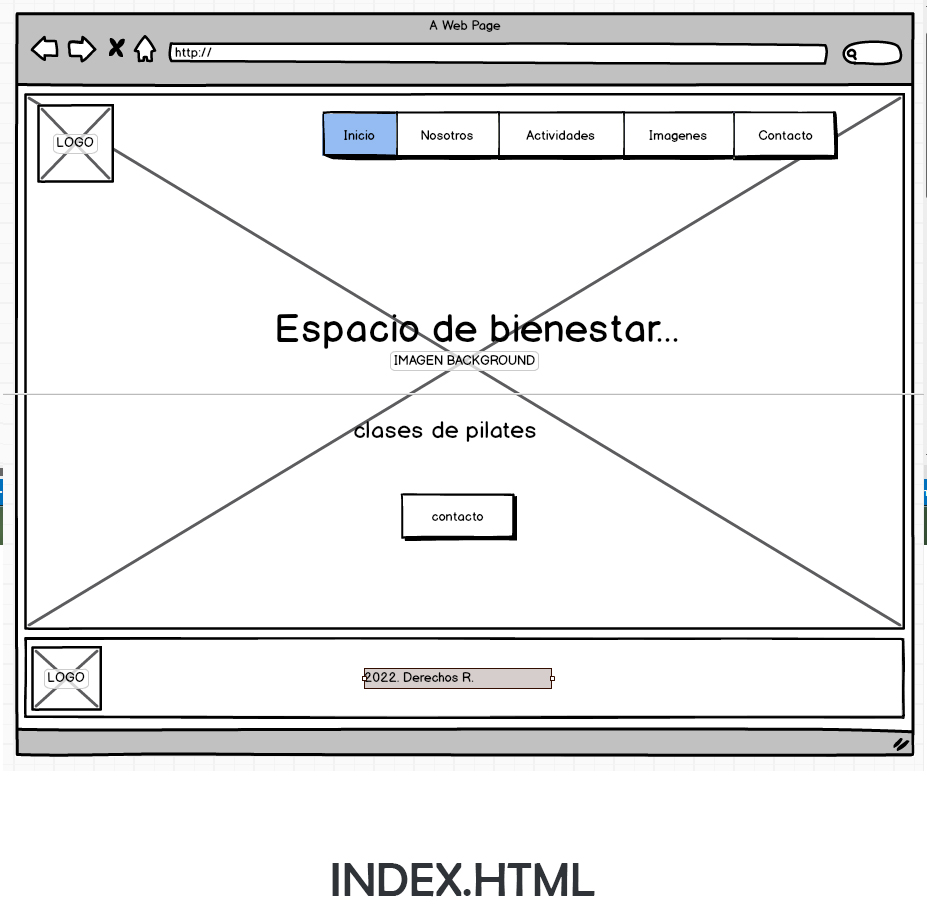 A Web Page
http://
LOGO
Inicio
Nosotros
Actividades
Imagenes
Contacto
Espacio de bienestar...
IMAGEN BACKGROUND
clases de pilates
contacto
LOGO
2022. Derechos R.
INDEX.HTML